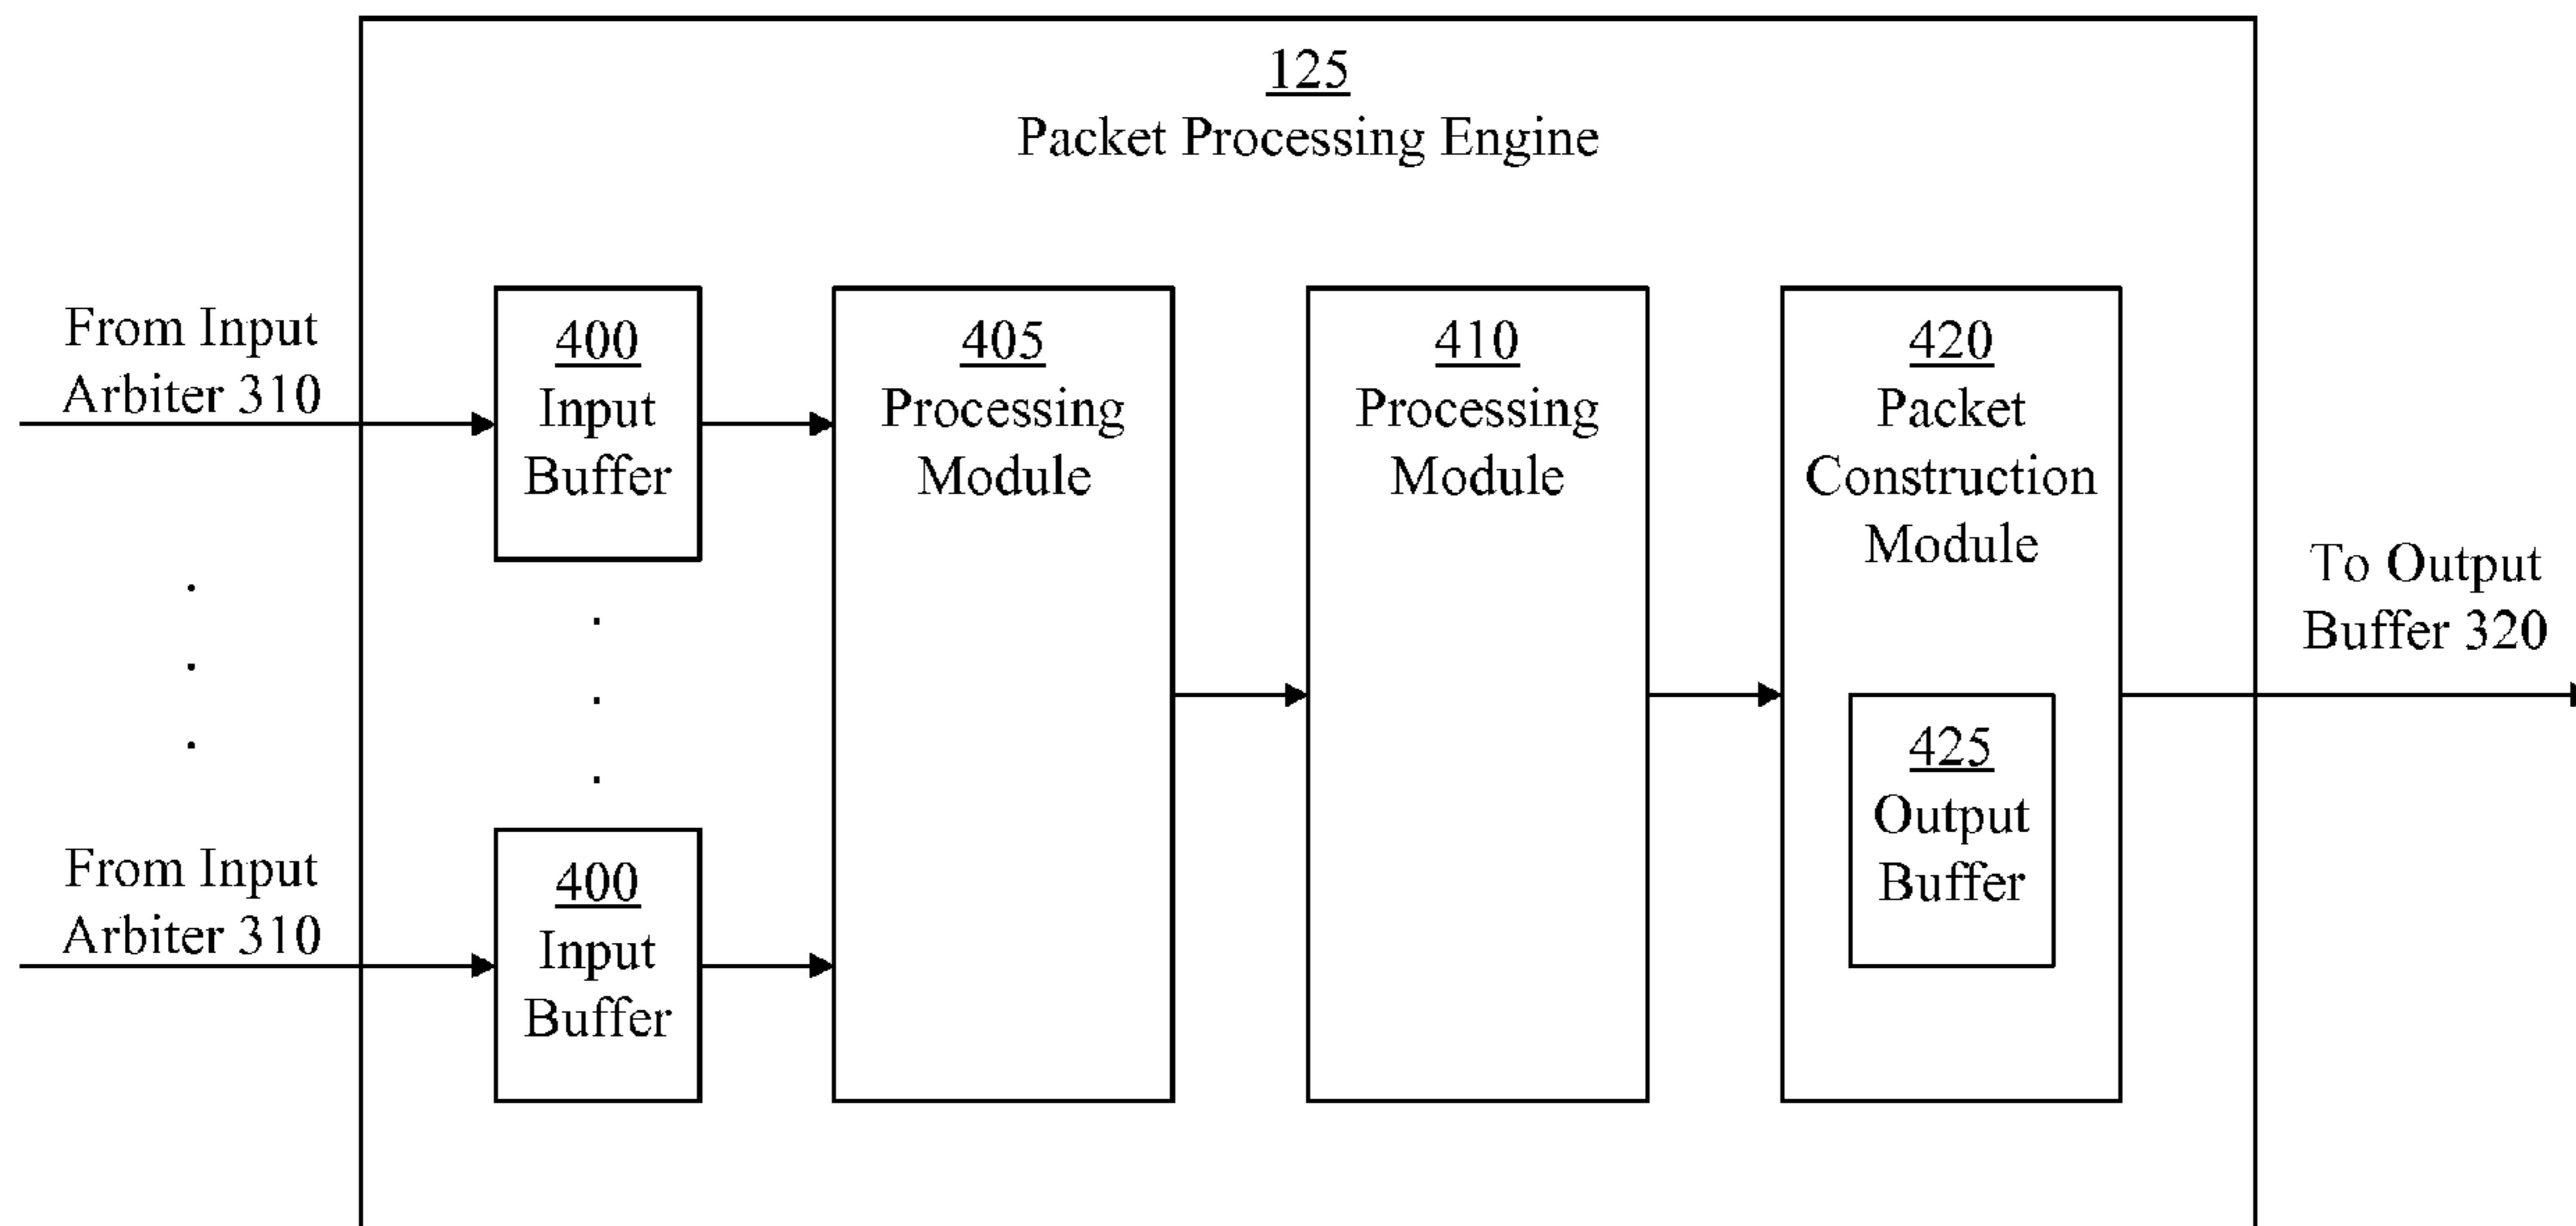 125
Packet Processing Engine
From Input
Arbiter 310
400
Input
Buffer
405
Processing
Module
410
Processing
Module
420
Packet
Construction
Module
To Output
Buffer 320
425
Output
Buffer
From Input
Arbiter 310
400
Input
Buffer